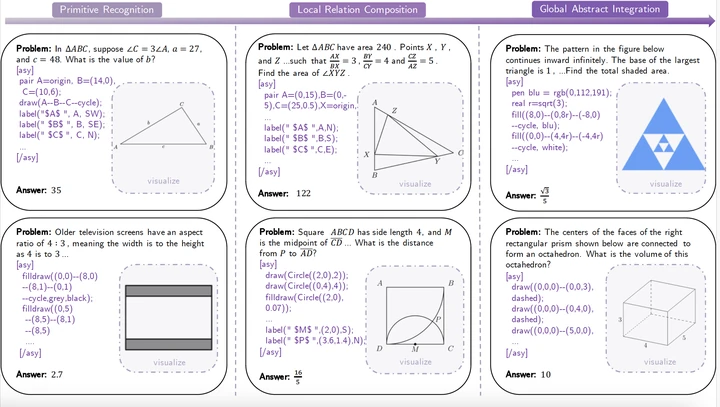 Primitive Recognition
Local Relation Composition
Global Abstract Integration
Problem: In ΔABC, suppose ∠C = 3∠A, a = 27,
and c = 48. What is the value of b?
[asy]
pair A=origin, B=(14,0),
C=(10,6);
draw(A--B--C--cycle);
label("$A$" , A, SW);
label("$ $B$ ", B, SE);
label("$ $C$ ", C, N);
...
[/asy]
Answer: 35
A
B
C
b
a
c
visualize
Problem: Let ΔABC have area 240 . Points X , Y ,
and Z ...such that AX/BX = 3 , BY/CY = 4 and CZ/AZ = 5 .
Find the area of ∠XYZ .
[asy]
pair A=(0,15),B=(0,-
5),C=(25,0.5),X=origin,
...
label(" $A$ ",A,N);
label(" $B$ ",B,S);
label(" $C$ ",C,E);
...
[/asy]
Answer: 122
A
Z
X
Y
C
B
visualize
Problem: The pattern in the figure below
continues inward infinitely. The base of the largest
triangle is 1 , ...Find the total shaded area.
[asy]
pen blu = rgb(0,112,191);
real r=sqrt(3);
fill((8,0)--(0,8r)--(-8,0)
--cycle, blu);
fill((0,0)--(4,4r)--(-4,4r)
--cycle, white);
...
[/asy]
Answer: √3/5
visualize
Problem: Older television screens have an aspect
ratio of 4 : 3 , meaning the width is to the height
as 4 is to 3 ...
[asy]
filldraw((0,0)--(8,0)
--(8,1)--(0,1)
--cycle,grey,black);
filldraw((0,5)
--(8,5)--(8,1)
--(8,5)
....
[/asy]
Answer: 2.7
visualize
Problem: Square ABCD has side length 4, and M
is the midpoint of CD ... What is the distance
from P to AD?
[asy]
draw(Circle((2,0),2));
draw(Circle((0,4),4));
filldraw(Circle((2,0),
0.07));
...
label(" $M$ ",(2,0),S);
label(" $P$ ",(3.6,1.4),N);
[/asy]
Answer: 16/5
A
B
P
D
M
C
visualize
Problem: The centers of the faces of the right
rectangular prism shown below are connected to
form an octahedron. What is the volume of this
octahedron?
[asy]
draw((0,0,0)--(0,0,3),
dashed);
draw((0,0,0)--(0,4,0),
dashed);
draw((0,0,0)--(5,0,0),
...
[/asy]
Answer: 10
3
4
5
visualize